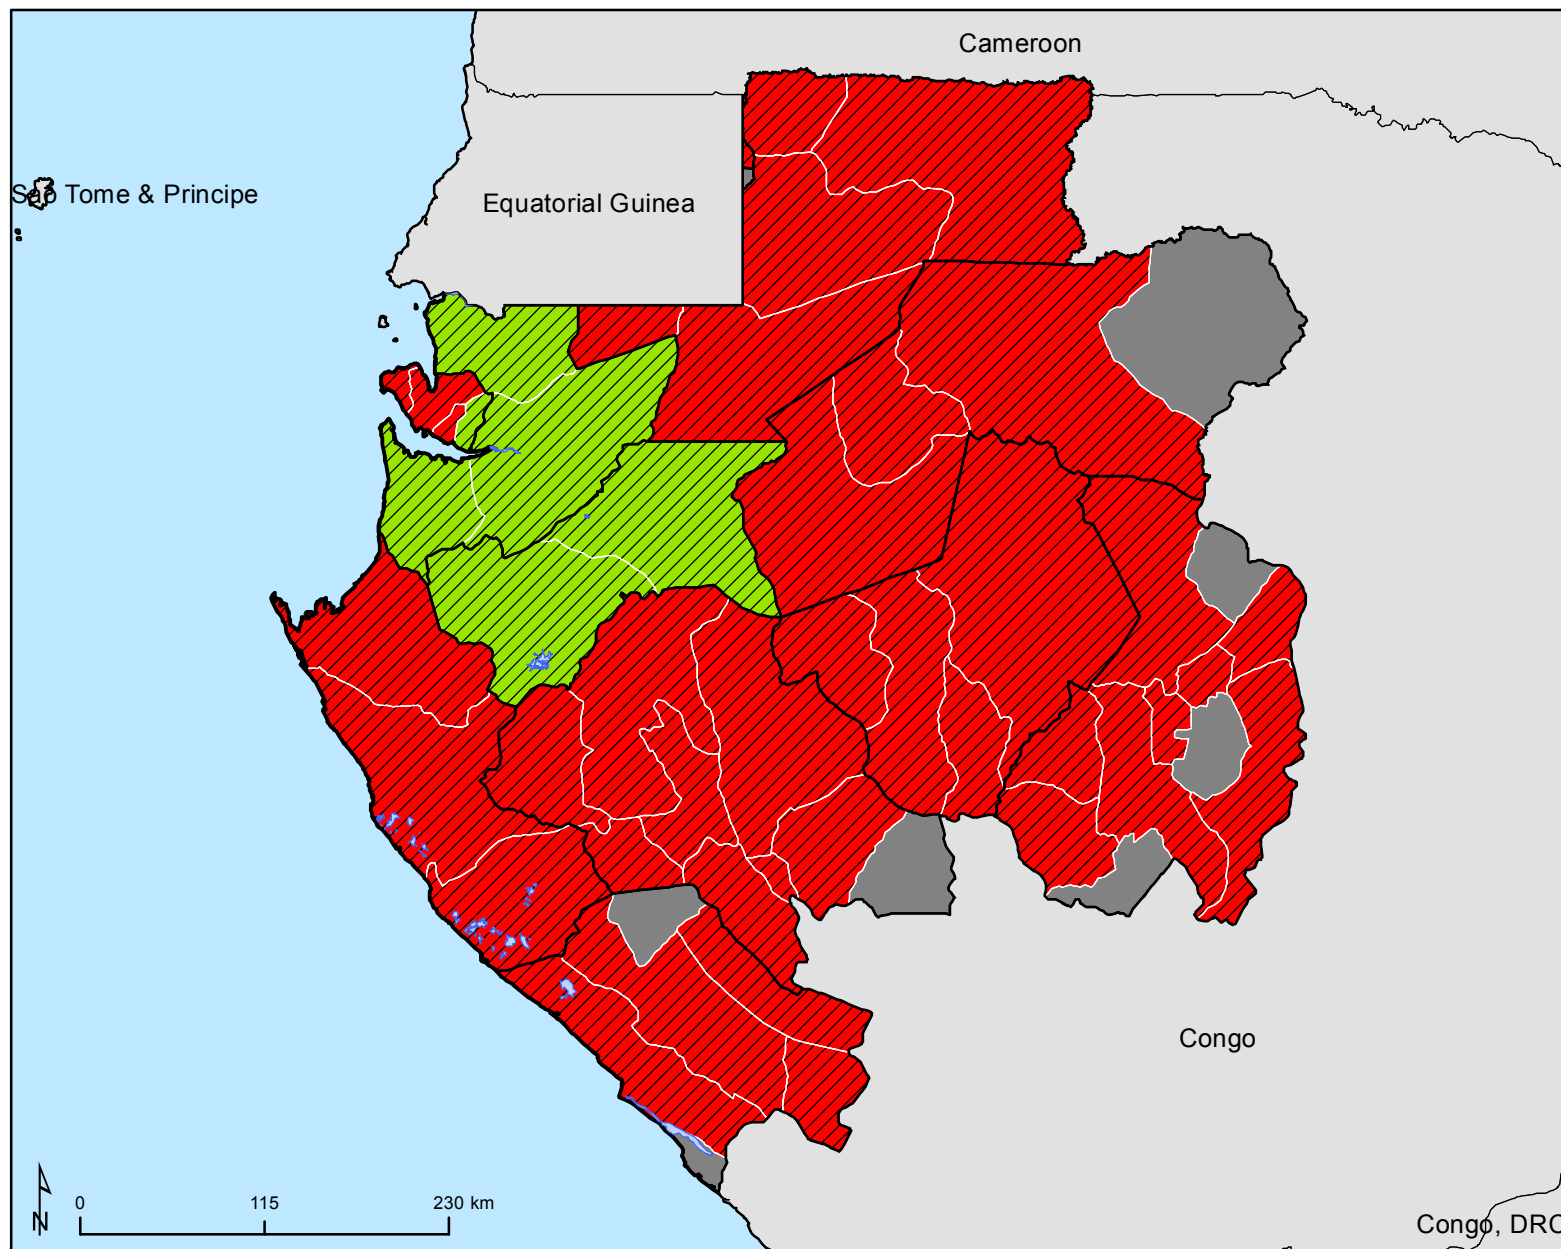 Cameroon
Sao Tome & Principe
Equatorial Guinea
Congo
N
0 115 230 km
Congo, DRC